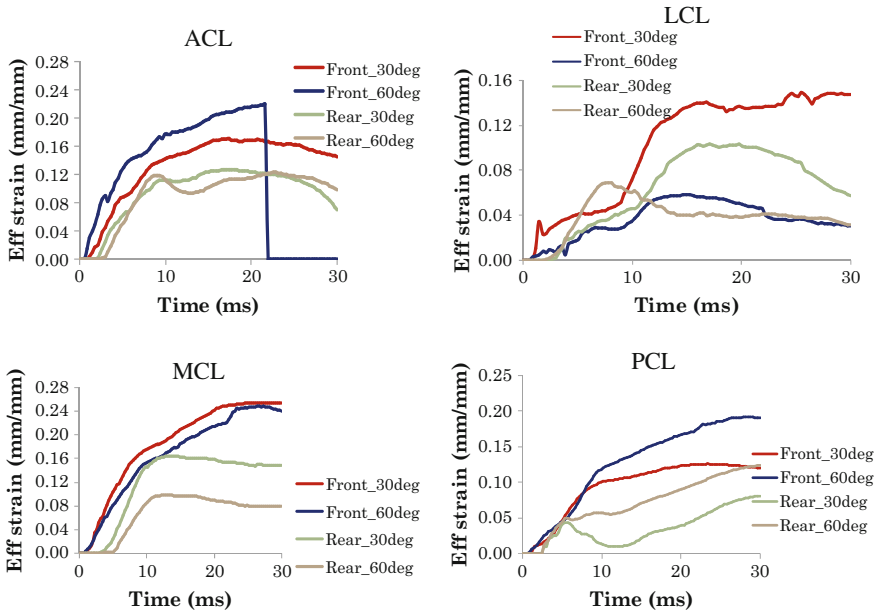 ACL
Eff strain (mm/mm)
0.28
0.24
0.20
0.16
0.12
0.08
0.04
0.00
0
10
20
30
Time (ms)
Front_30deg
Front_60deg
Rear_30deg
Rear_60deg
LCL
Eff strain (mm/mm)
0.16
0.12
0.08
0.04
0.00
0
10
20
30
Time (ms)
Front_30deg
Front_60deg
Rear_30deg
Rear_60deg
MCL
Eff strain (mm/mm)
0.28
0.24
0.20
0.16
0.12
0.08
0.04
0.00
0
10
20
30
Time (ms)
Front_30deg
Front_60deg
Rear_30deg
Rear_60deg
PCL
Eff strain (mm/mm)
0.25
0.20
0.15
0.10
0.05
0.00
0
10
20
30
Time (ms)
Front_30deg
Front_60deg
Rear_30deg
Rear_60deg